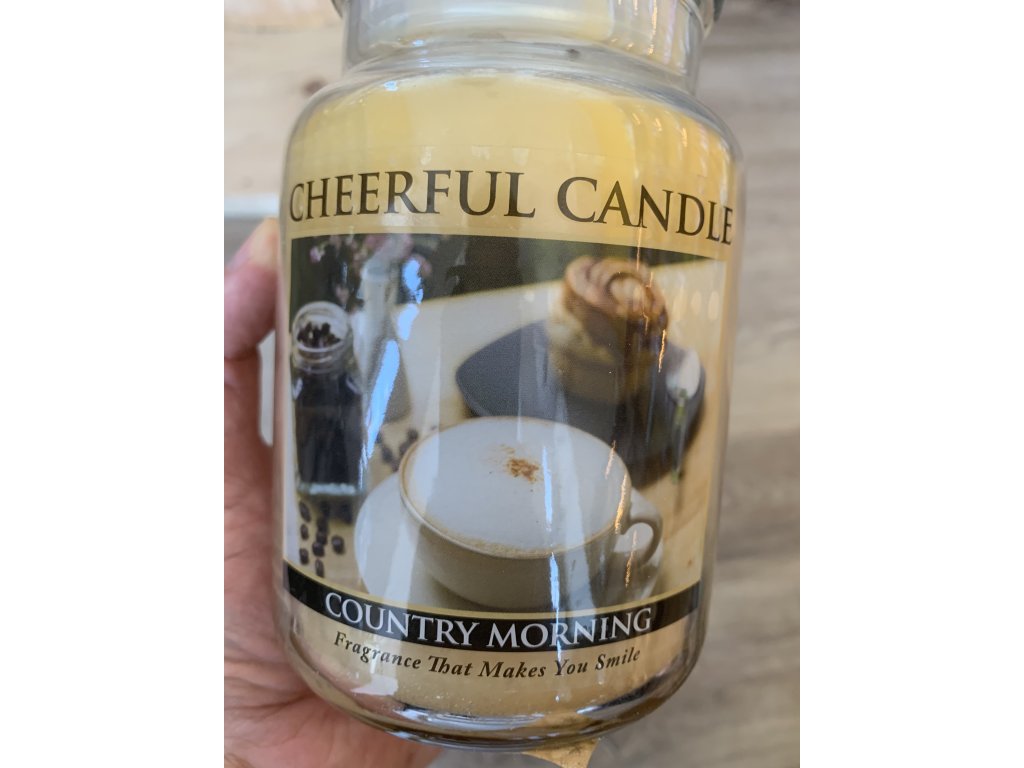 CHEERFUL CANDLE
COUNTRY MORNING
Fragrance That Makes You Smile